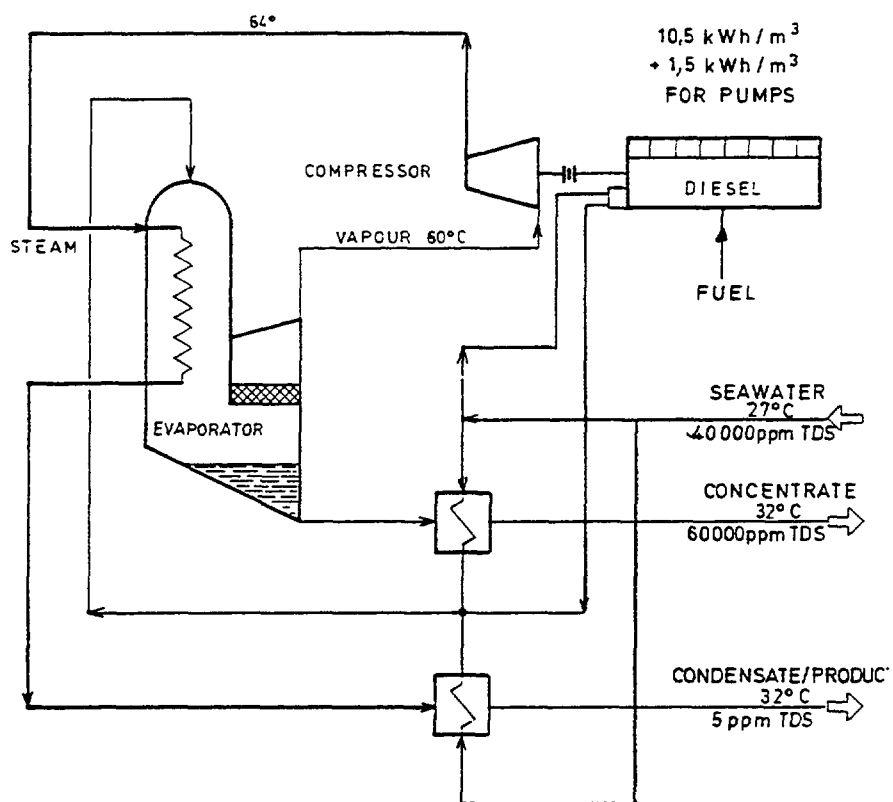 64°
10,5 kWh/m³
+ 1,5 kWh/m³
FOR PUMPS
COMPRESSOR
DIESEL
STEAM
VAPOUR 60°C
FUEL
EVAPORATOR
SEAWATER
27°C
40000ppm TDS
CONCENTRATE
32°C
60000ppm TDS
CONDENSATE/PRODUCT
32°C
5 ppm TDS